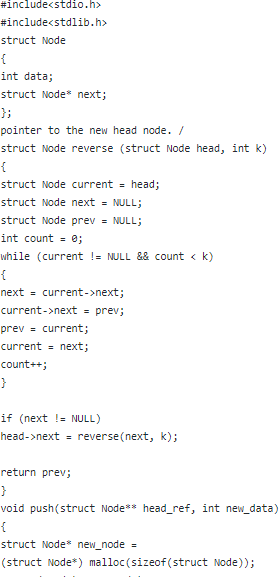 #include<stdio.h>
#include<stdlib.h>
struct Node
{
int data;
struct Node* next;
};
pointer to the new head node. /
struct Node reverse (struct Node head, int k)
{
struct Node current = head;
struct Node next = NULL;
struct Node prev = NULL;
int count = 0;
while (current != NULL && count < k)
{
next = current->next;
current->next = prev;
prev = current;
current = next;
count++;
}
if (next != NULL)
head->next = reverse(next, k);
return prev;
}
void push(struct Node** head_ref, int new_data)
{
struct Node* new_node =
(struct Node*) malloc(sizeof(struct Node));